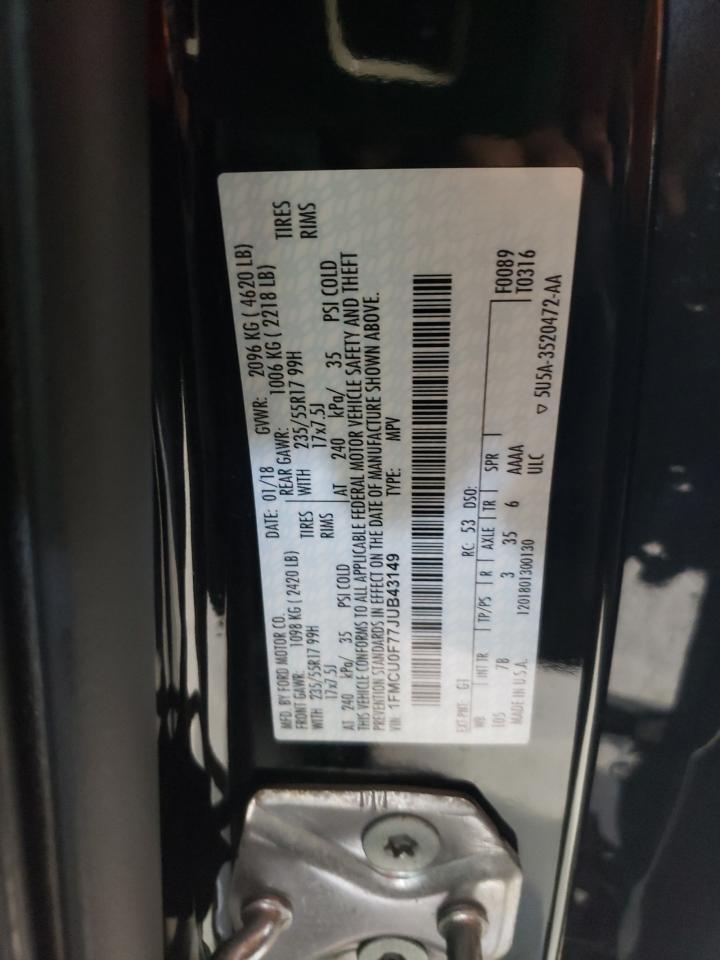 MFD. BY FORD MOTOR CO.
DATE: 01/18 GVWR: 2096 KG ( 4620 LB)
FRONT GAWR: 1098 KG ( 2420 LB) REAR GAWR: 1006 KG ( 2218 LB)
WITH 235/55R17 99H TIRES WITH 235/55R17 99H TIRES
17x7.5J RIMS 17x7.5J RIMS
AT 240 kPa/ 35 PSI COLD AT 240 kPa/ 35 PSI COLD
THIS VEHICLE CONFORMS TO ALL APPLICABLE FEDERAL MOTOR VEHICLE SAFETY AND THEFT
PREVENTION STANDARDS IN EFFECT ON THE DATE OF MANUFACTURE SHOWN ABOVE.
VIN: 1FMCU0F77JUB43149 TYPE: MPV
EXT PNT: G1 RC: 53 DSO: F0089
WB INT TR TP/PS R AXLE TR SPR T0316
105 7B 3 35 6 AAAA
MADE IN U.S.A. 1201801300130 ULC
▽ 5U5A-3520472-AA